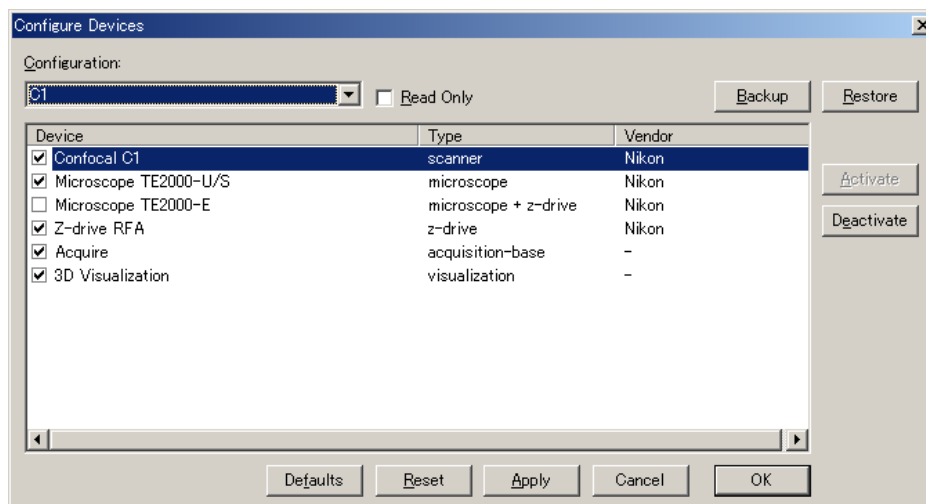 Configure Devices
Configuration:
C1
Read Only
Backup
Restore
Device Type Vendor
Confocal C1 scanner Nikon
Microscope TE2000-U/S microscope Nikon
Microscope TE2000-E microscope + z-drive Nikon
Z-drive RFA z-drive Nikon
Acquire acquisition-base -
3D Visualization visualization -
Activate
Deactivate
Defaults Reset Apply Cancel OK